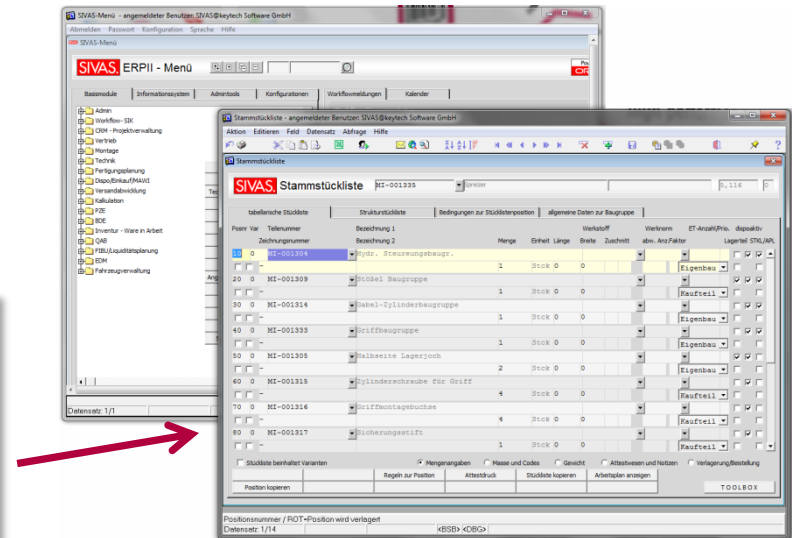 SIVAS-Menü - angemeldeter Benutzer: SIVAS@keytech Software GmbH
Abmelden Passwort Konfiguration Sprache Hilfe
SIVAS-Menü
SIVAS. ERPII - Menü
Basismodule Informationssystem Admintools Konfigurationen Workflowmeldungen Kalender
Admin
Workflow- SIK
CRM - Projektverwaltung
Vertrieb
Montage
Technik
Fertigungsplanung
Dispo/Einkauf/MAWI
Versandabwicklung
Kalkulation
PZE
BDE
Inventur - Ware in Arbeit
QAB
FIBU/Liquiditätsplanung
EDM
Fahrzeugverwaltung
Datensatz: 1/1
Stammstückliste - angemeldeter Benutzer: SIVAS@keytech Software GmbH
Aktion Editieren Feld Datensatz Abfrage Hilfe
Stammstückliste
SIVAS. Stammstückliste MI-001335 Spreizer 5,116 0
tabellarische Stückliste Strukturstückliste Bedingungen zur Stücklistenposition allgemeine Daten zur Baugruppe
Posnr Var Teilenummer Bezeichnung 1 Werkstoff Werknorm ET-Anzahl/Prio. dispoaktiv
Zeichnungsnummer Bezeichnung 2 Menge Einheit Länge Breite Zuschnitt abw. Anz.Faktor Lagerteil STKL/APL
10 0 MI-001304 Hydr. Steuerungsbaugr.
- 1 Stck 0 0 Eigenbau
20 0 MI-001309 Stößel Baugruppe
- 1 Stck 0 0 Kaufteil
30 0 MI-001314 Gabel-Zylinderbaugruppe
- 1 Stck 0 0 Eigenbau
40 0 MI-001333 Griffbaugruppe
- 1 Stck 0 0 Eigenbau
50 0 MI-001305 Halbseite Lagerjoch
- 2 Stck 0 0 Eigenbau
60 0 MI-001315 Zylinderschraube für Griff
- 4 Stck 0 0 Kaufteil
70 0 MI-001316 Griffmontagebuchse
- 4 Stck 0 0 Kaufteil
80 0 MI-001317 Sicherungsstift
- 1 Stck 0 0 Kaufteil
Stückliste beinhaltet Varianten Mengenangaben Masse und Codes Gewicht Attestwesen und Notizen Verlagerung/Bestellung
Regeln zur Position Attestdruck Stückliste kopieren Arbeitsplan anzeigen
Position kopieren TOOLBOX
Positionsnummer / ROT=Position wird verlagert
Datensatz: 1/14 <BSB> <DBG>